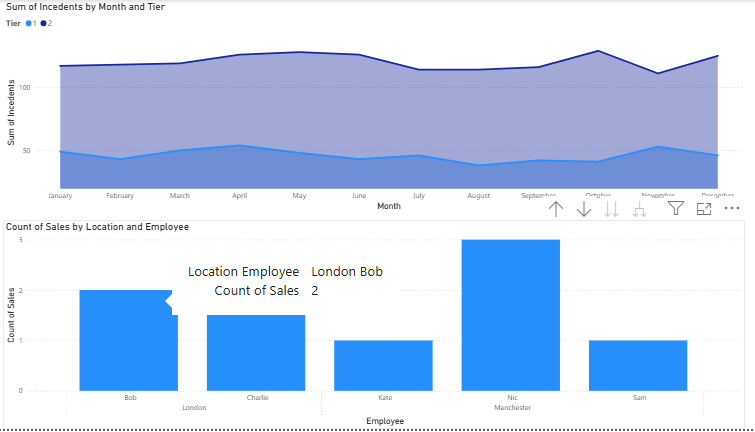 Sum of Incedents by Month and Tier
Tier 1 2
100
50
Sum of Incedents
January February March April May June July August September October November December
Month
Count of Sales by Location and Employee
3
2
1
0
Count of Sales
Location Employee London Bob
Count of Sales 2
Bob Charlie Kate Nic Sam
London Manchester
Employee